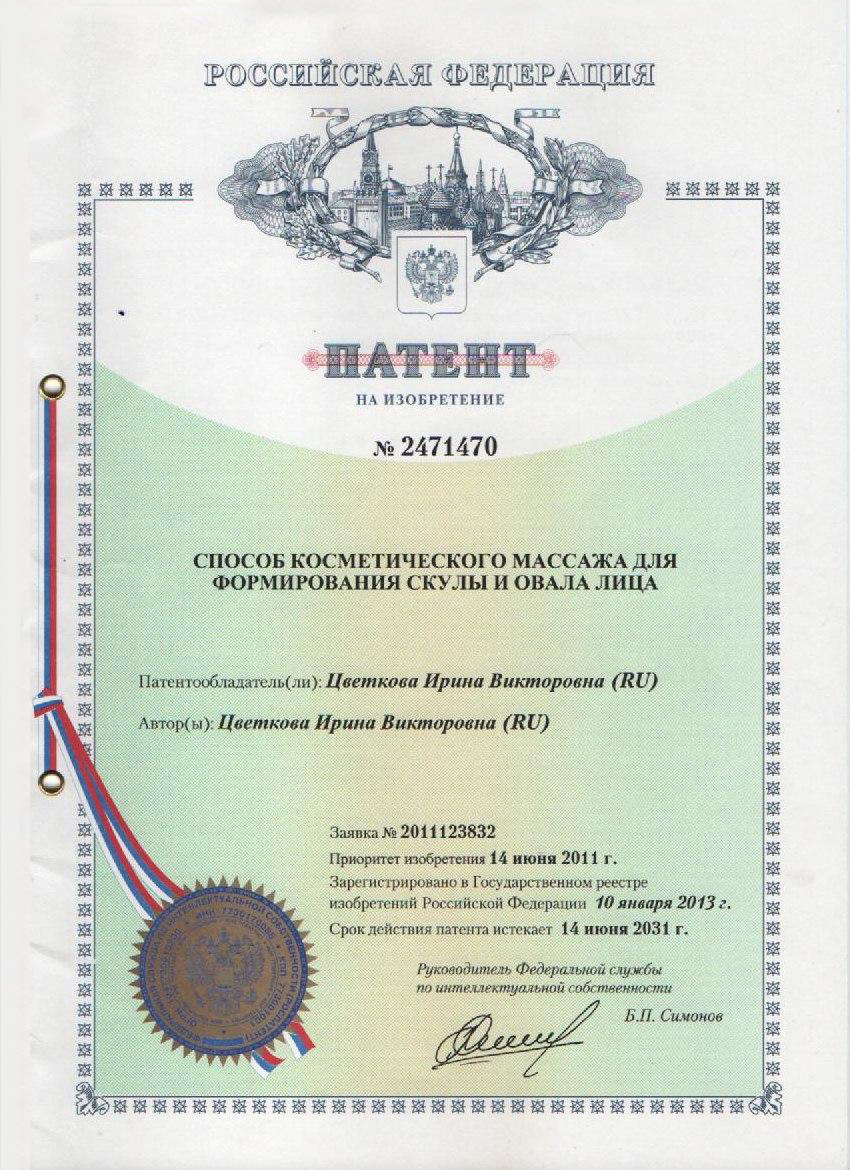 РОССИЙСКАЯ ФЕДЕРАЦИЯ
ПАТЕНТ
НА ИЗОБРЕТЕНИЕ
№ 2471470
СПОСОБ КОСМЕТИЧЕСКОГО МАССАЖА ДЛЯ
ФОРМИРОВАНИЯ СКУЛЫ И ОВАЛА ЛИЦА
Патентообладатель(ли): Цветкова Ирина Викторовна (RU)
Автор(ы): Цветкова Ирина Викторовна (RU)
Заявка № 2011123832
Приоритет изобретения 14 июня 2011 г.
Зарегистрировано в Государственном реестре
изобретений Российской Федерации 10 января 2013 г.
Срок действия патента истекает 14 июня 2031 г.
Руководитель Федеральной службы
по интеллектуальной собственности
Б.П. Симонов